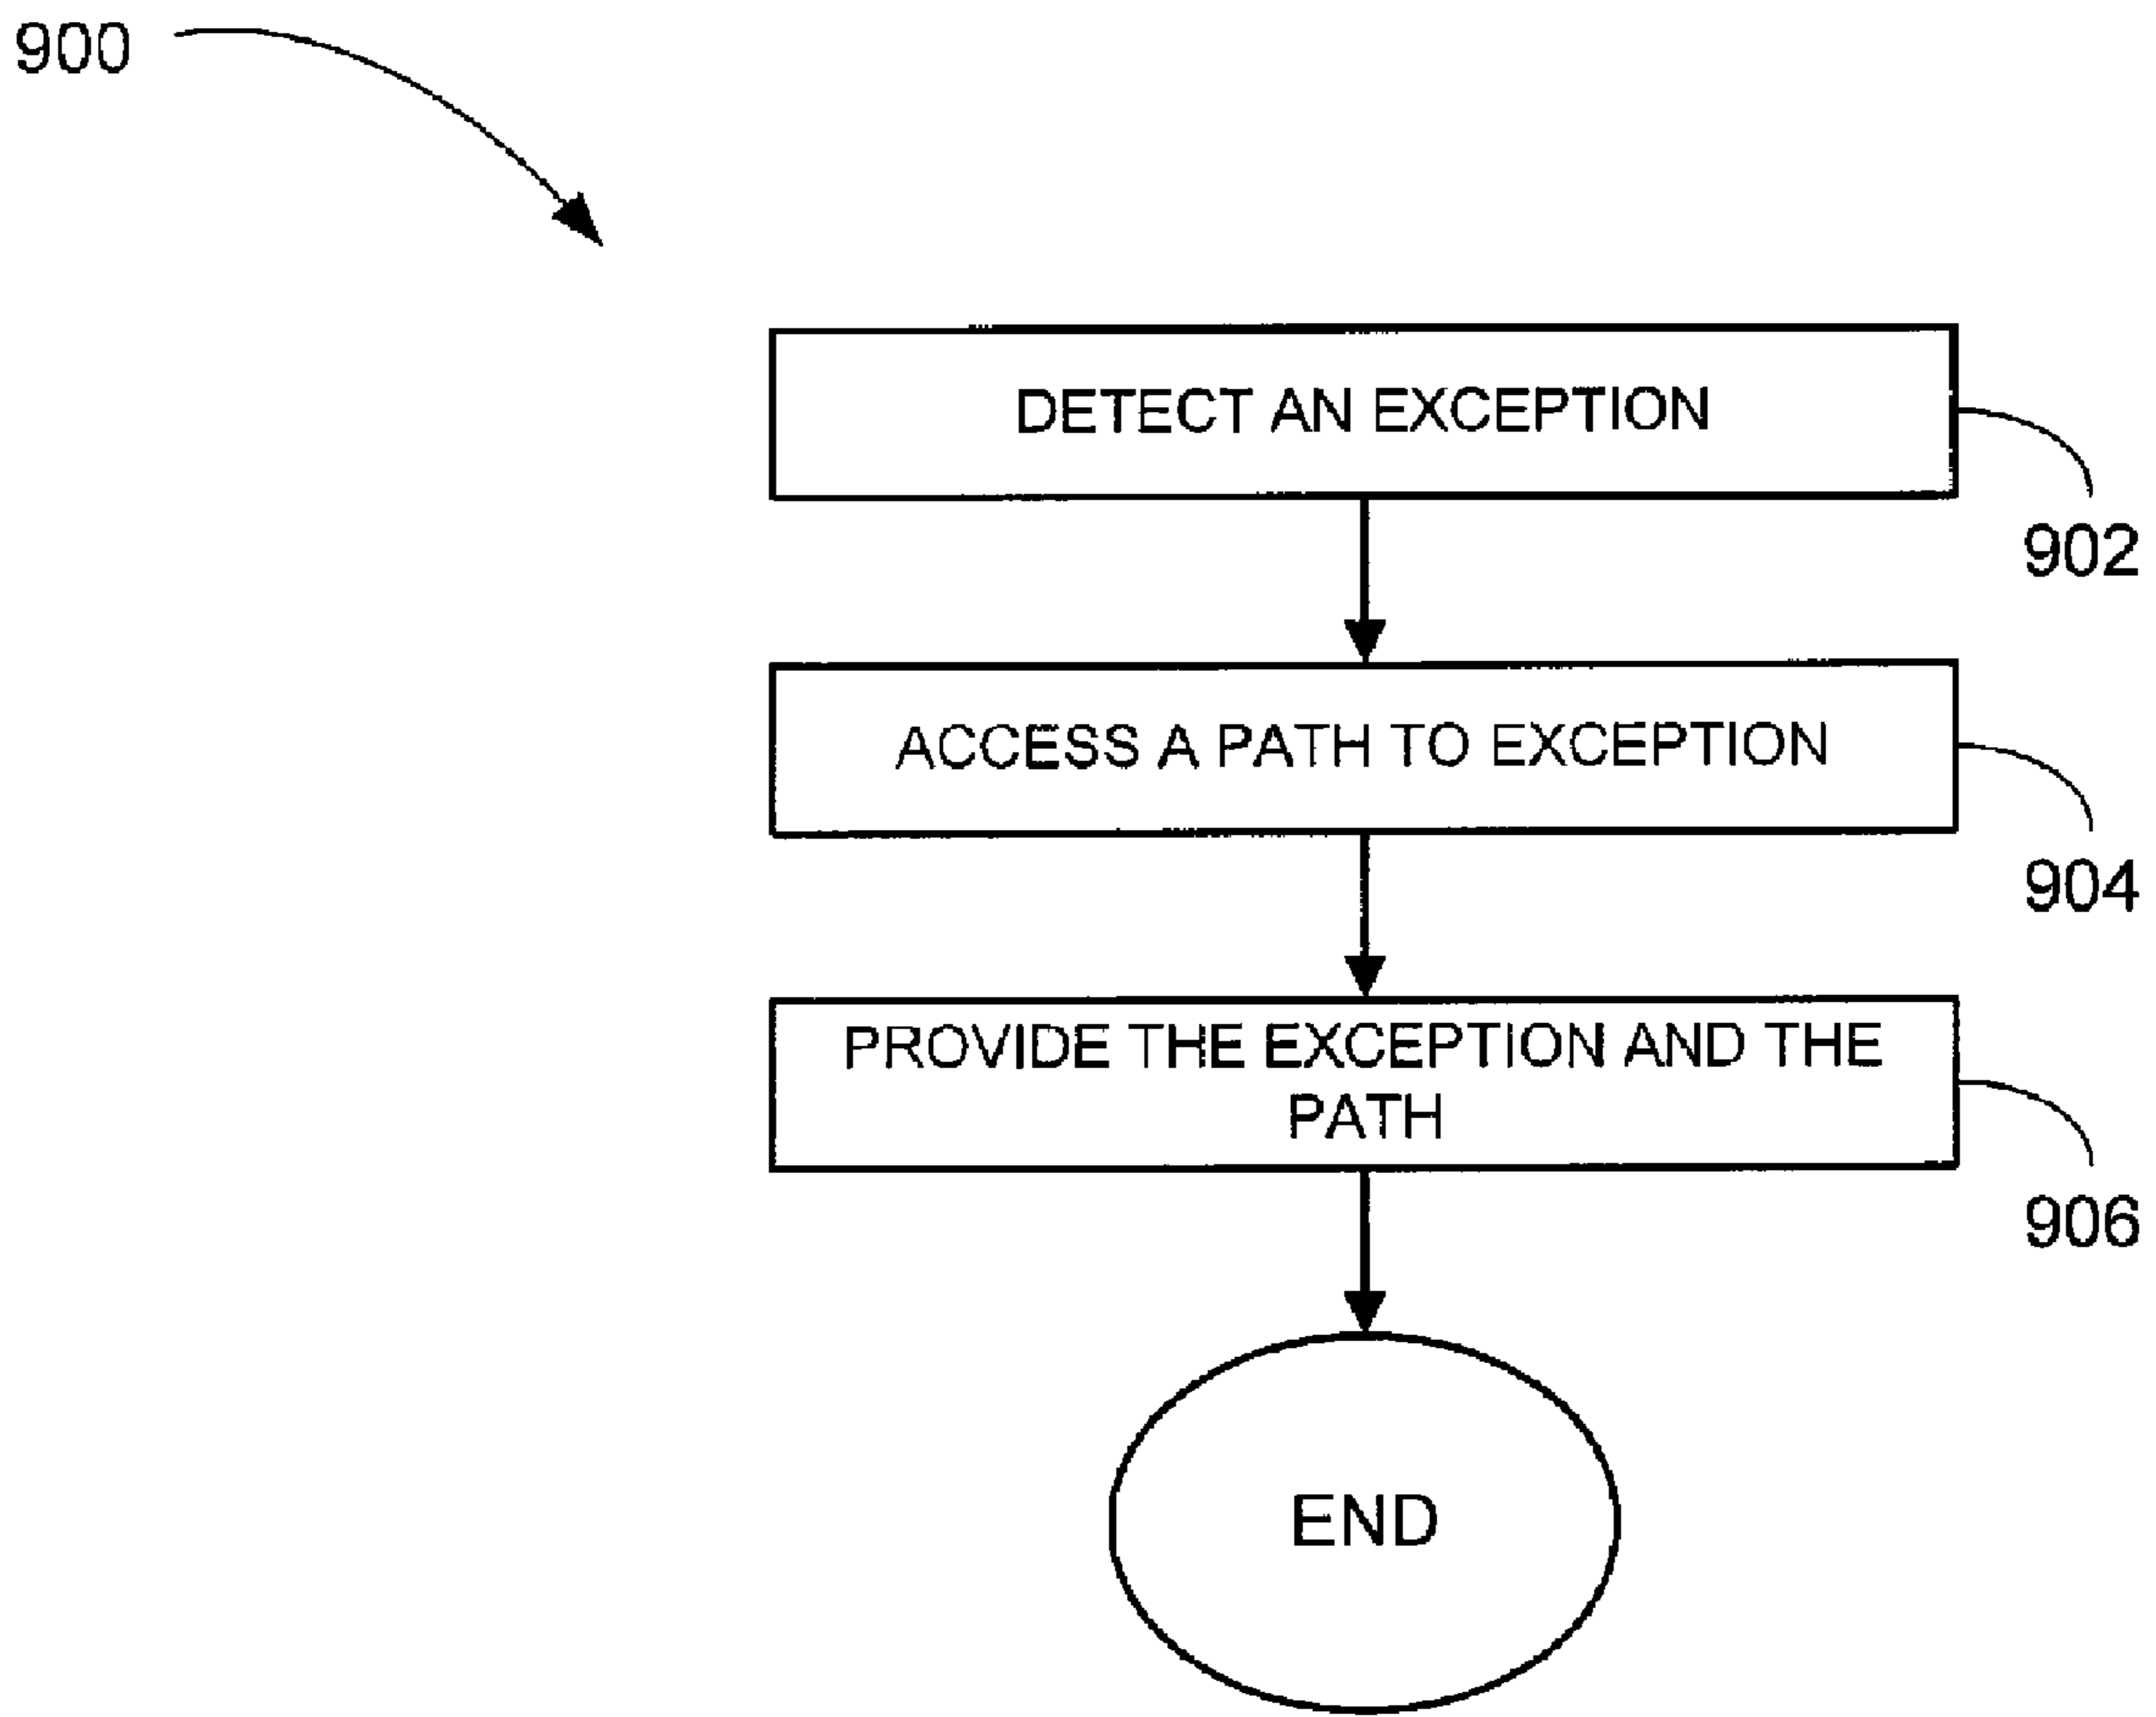 900
DETECT AN EXCEPTION
902
ACCESS A PATH TO EXCEPTION
904
PROVIDE THE EXCEPTION AND THE
PATH
906
END